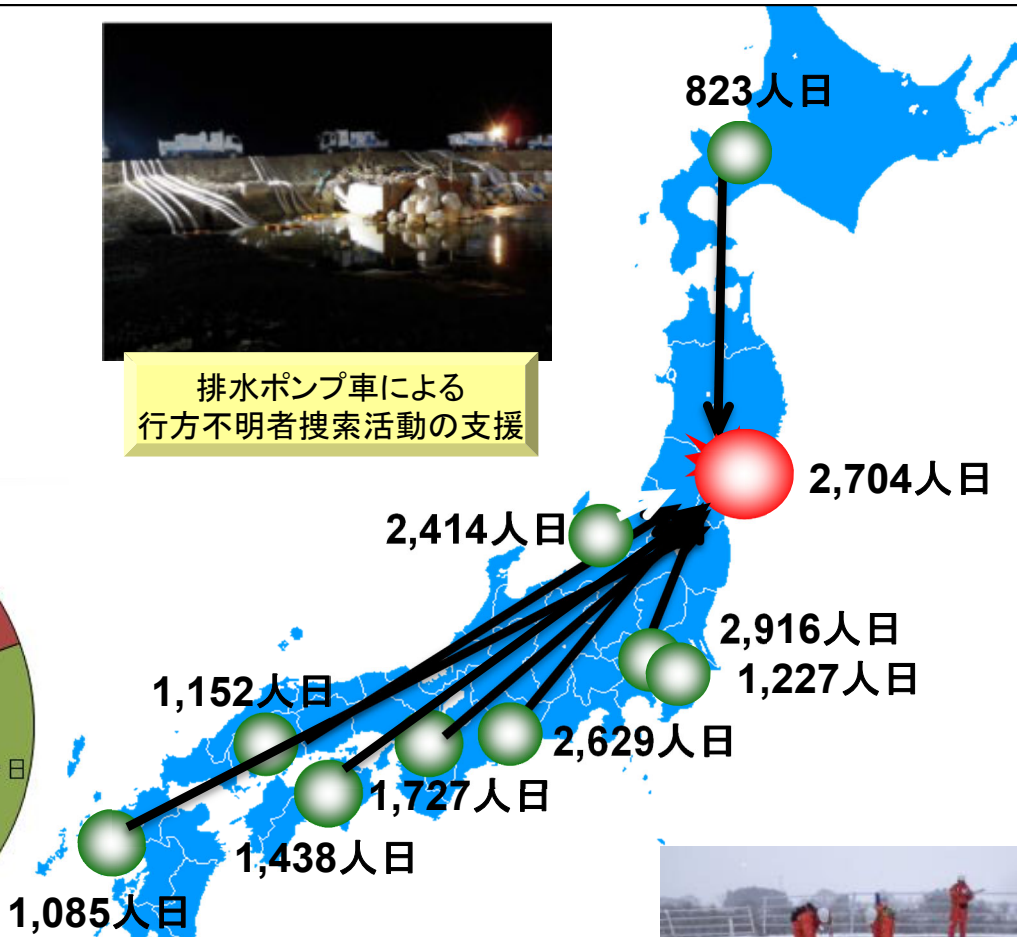 823人日
排水ポンプ車による
行方不明者捜索活動の支援
2,704人日
2,414人日
2,916人日
1,227人日
1,152人日
2,629人日
日
1,727人日
1,438人日
1,085人日